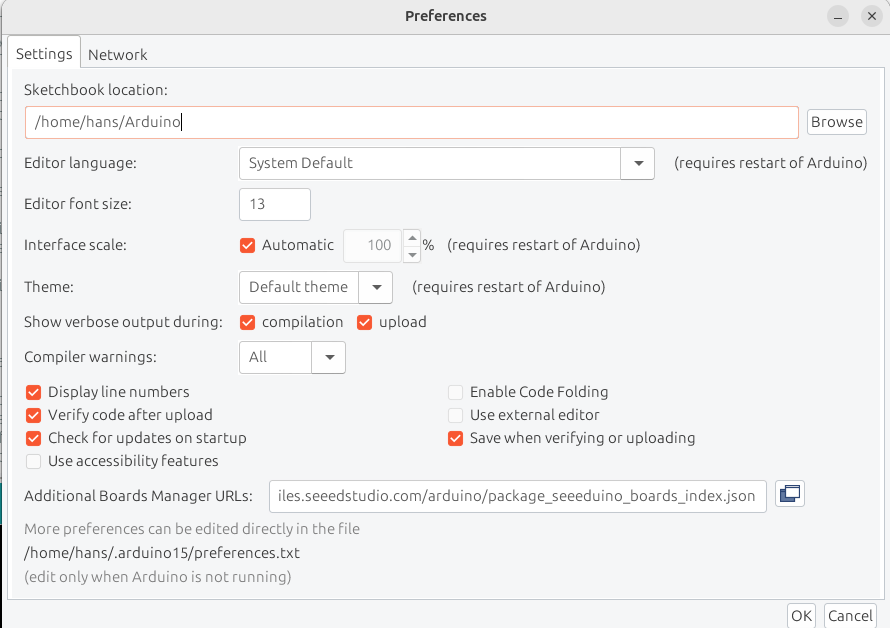 Preferences
Settings Network
Sketchbook location:
/home/hans/Arduino Browse
Editor language: System Default (requires restart of Arduino)
Editor font size: 13
Interface scale: Automatic 100 % (requires restart of Arduino)
Theme: Default theme (requires restart of Arduino)
Show verbose output during: compilation upload
Compiler warnings: All
Display line numbers Enable Code Folding
Verify code after upload Use external editor
Check for updates on startup Save when verifying or uploading
Use accessibility features
Additional Boards Manager URLs: iles.seeedstudio.com/arduino/package_seeeduino_boards_index.json
More preferences can be edited directly in the file
/home/hans/.arduino15/preferences.txt
(edit only when Arduino is not running)
OK Cancel